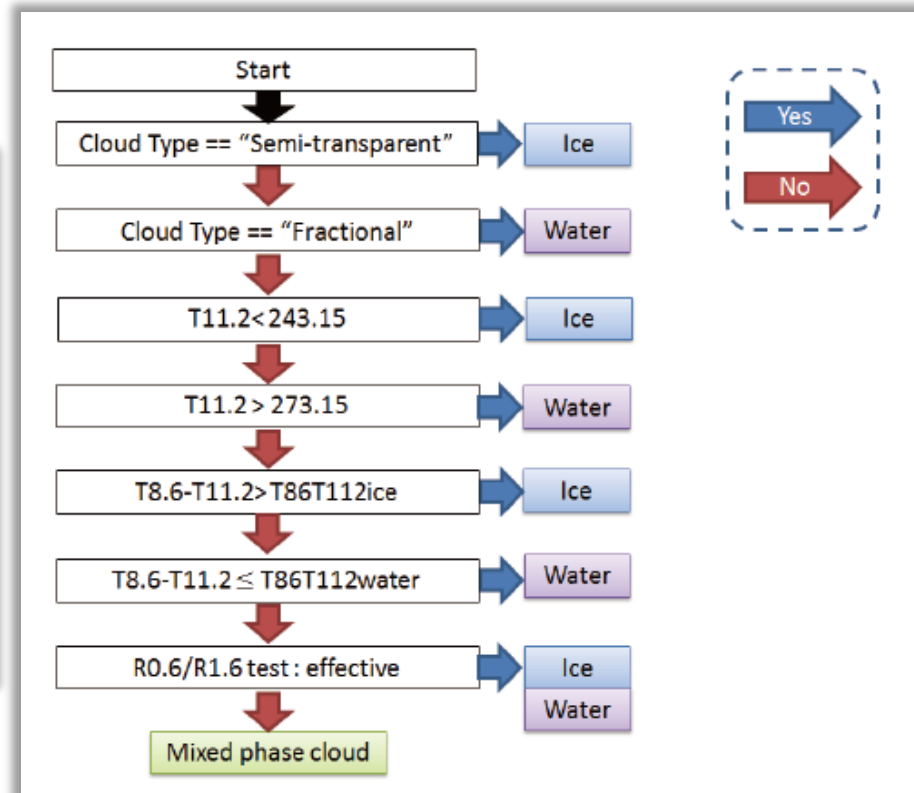 Start
Cloud Type == “Semi-transparent”
Ice
Cloud Type == “Fractional”
Water
T11.2<243.15
Ice
T11.2 > 273.15
Water
T8.6-T11.2>T86T112ice
Ice
T8.6-T11.2 ≤ T86T112water
Water
R0.6/R1.6 test : effective
Ice
Water
Mixed phase cloud
Yes
No